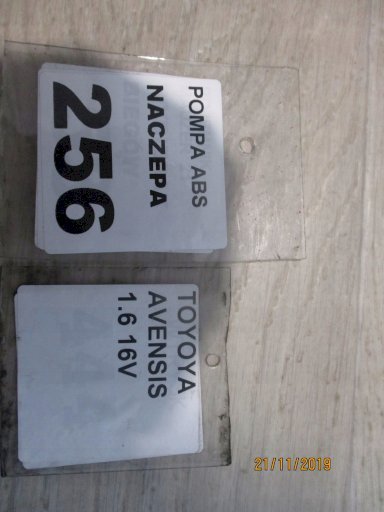 POMPA ABS
NACZEPA
256
TOYOYA
AVENSIS
1.6 16V
21/11/2019